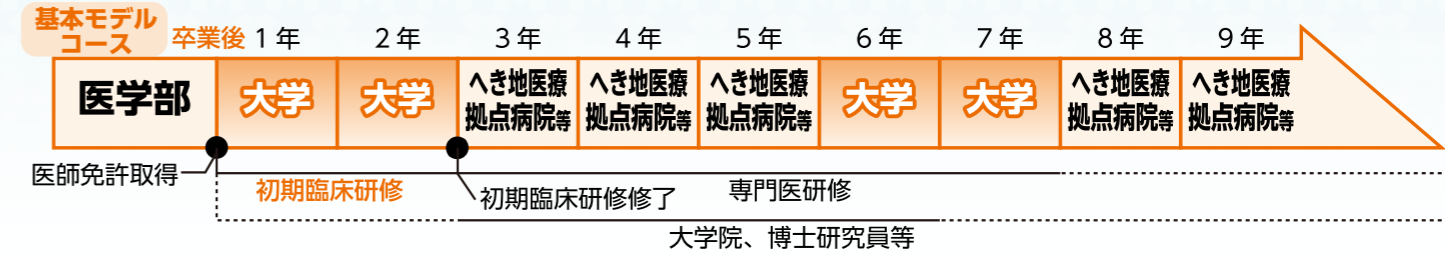 基本モデル
コース
卒業後 1年 2年 3年 4年 5年 6年 7年 8年 9年
医学部 大学 大学 へき地医療 へき地医療 へき地医療 大学 大学 へき地医療 へき地医療
拠点病院等 拠点病院等 拠点病院等 拠点病院等 拠点病院等
医師免許取得
初期臨床研修 初期臨床研修修了 専門医研修
大学院、博士研究員等